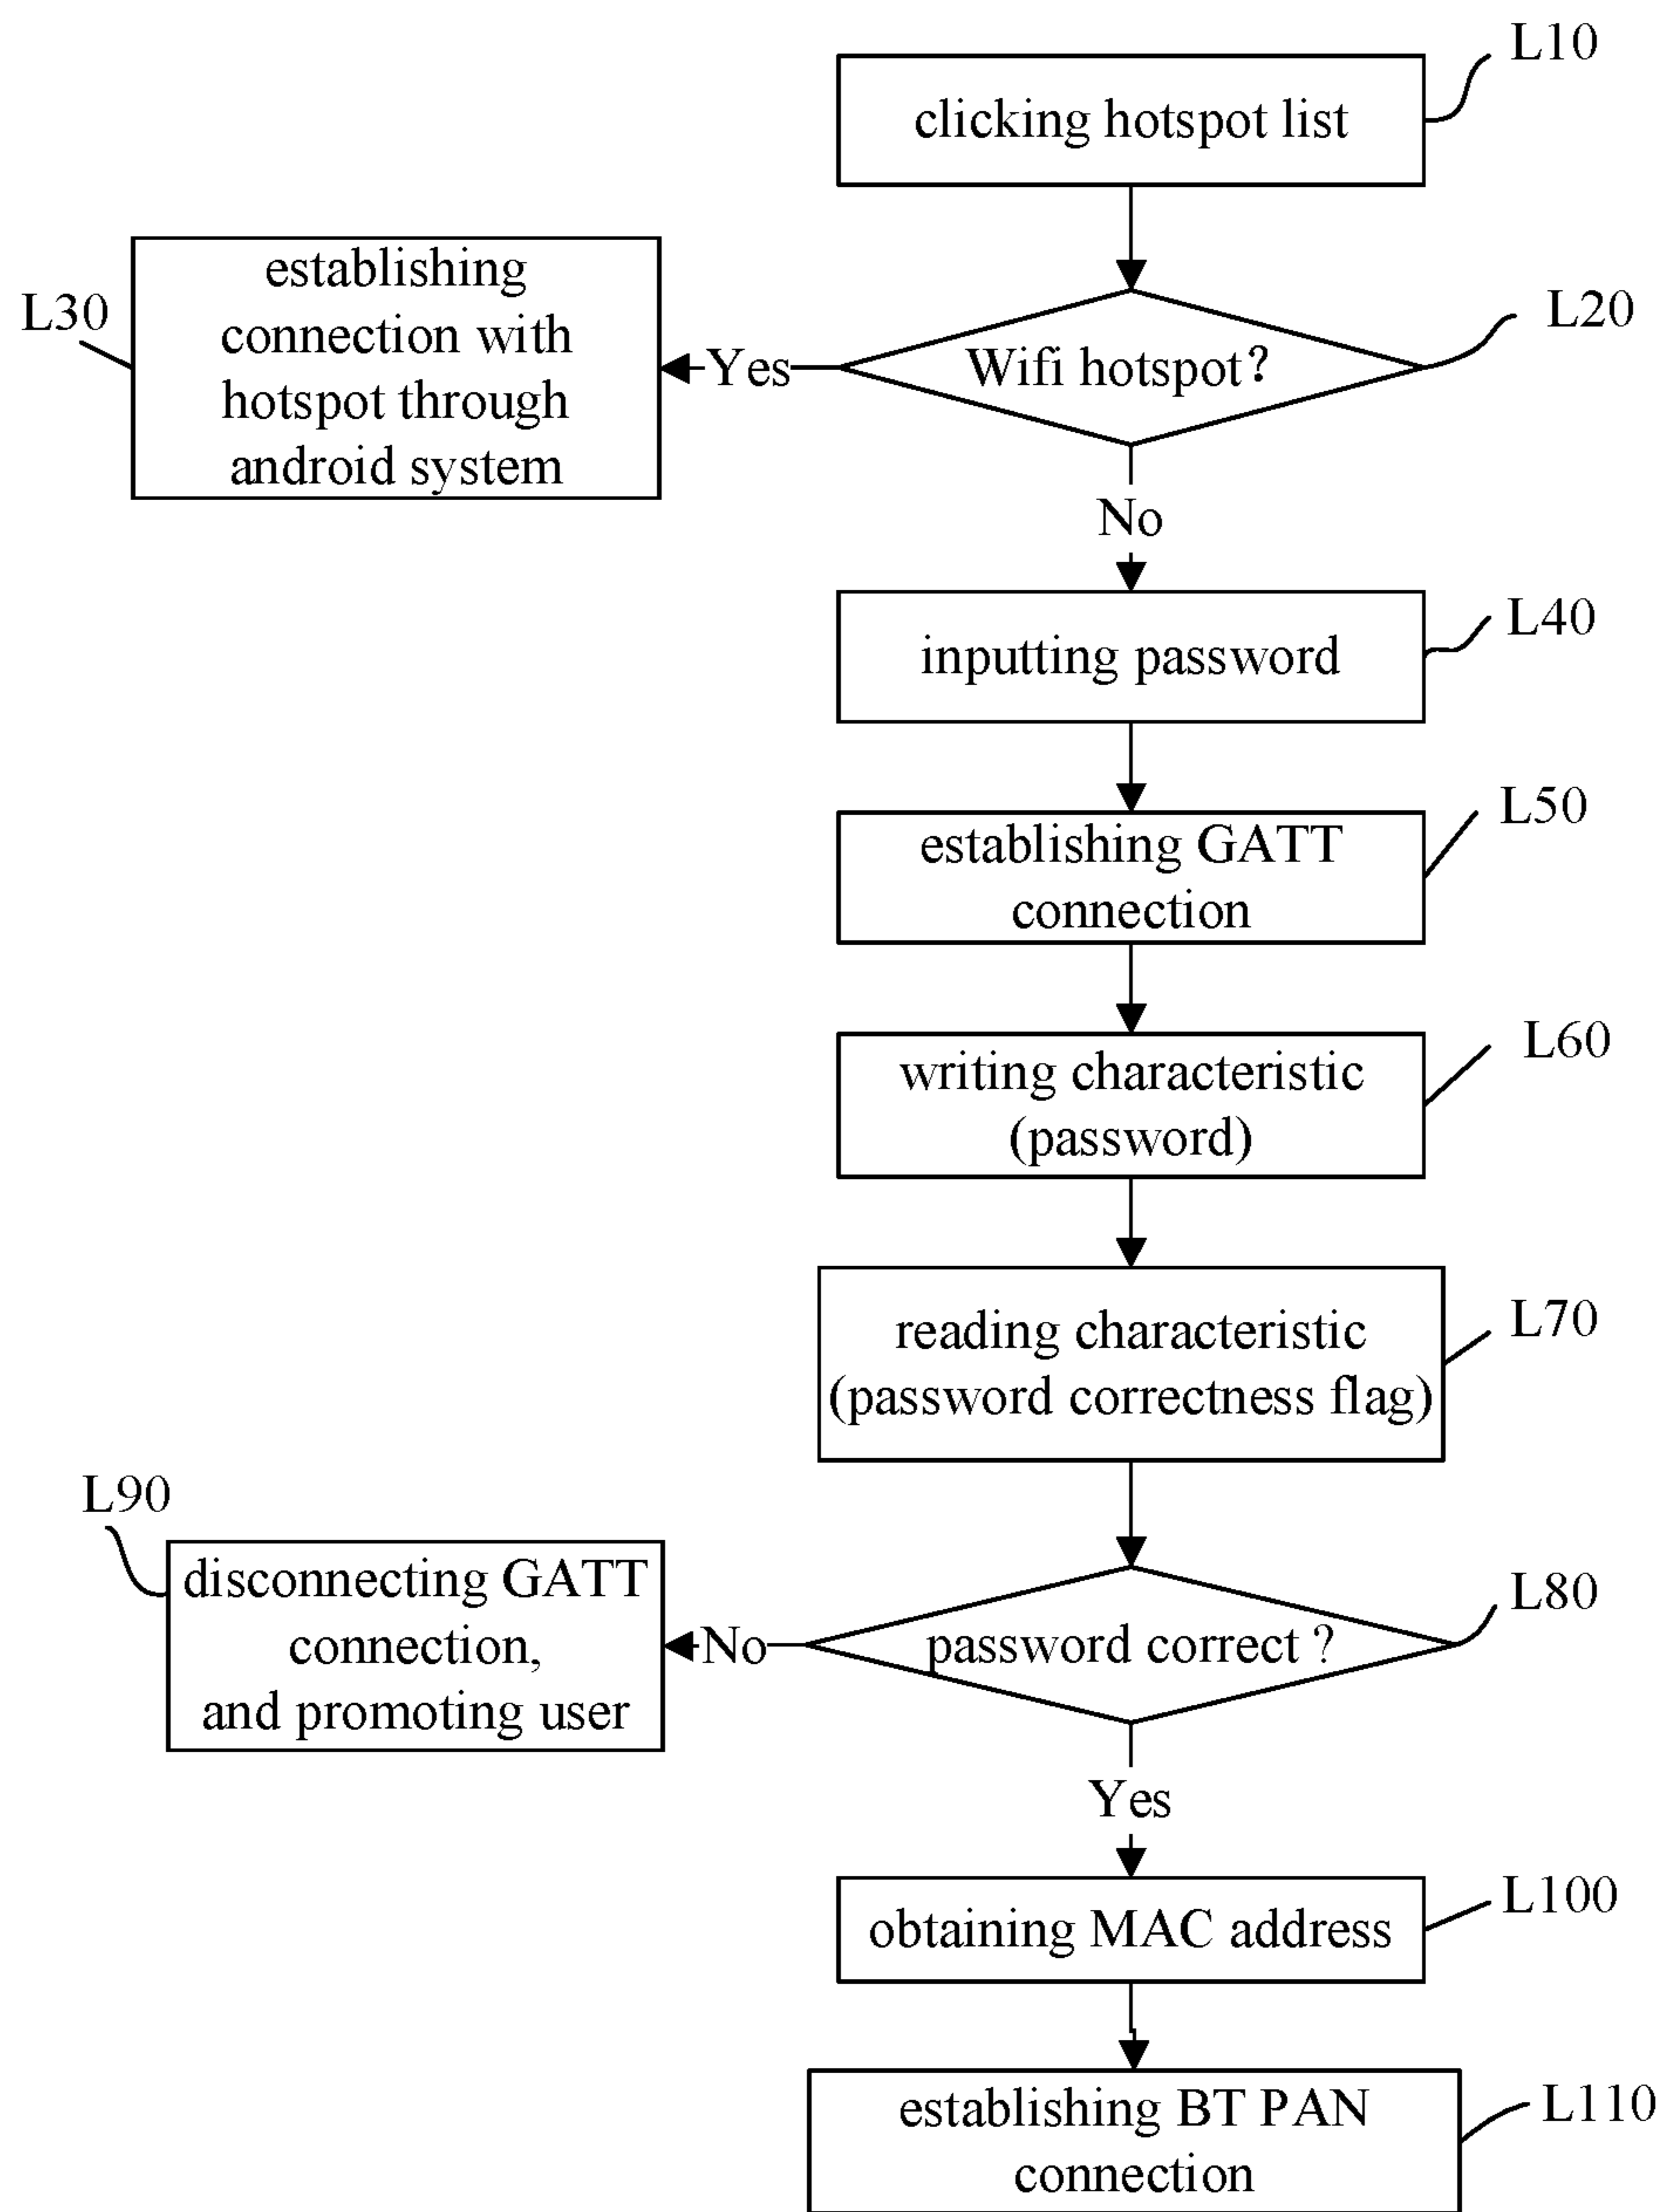 L10
clicking hotspot list
L30
establishing
connection with
hotspot through
android system
Yes
Wifi hotspot?
L20
No
inputting password
L40
establishing GATT
connection
L50
writing characteristic
(password)
L60
reading characteristic
(password correctness flag)
L70
L90
disconnecting GATT
connection,
and promoting user
No
password correct ?
L80
Yes
obtaining MAC address
L100
establishing BT PAN
connection
L110